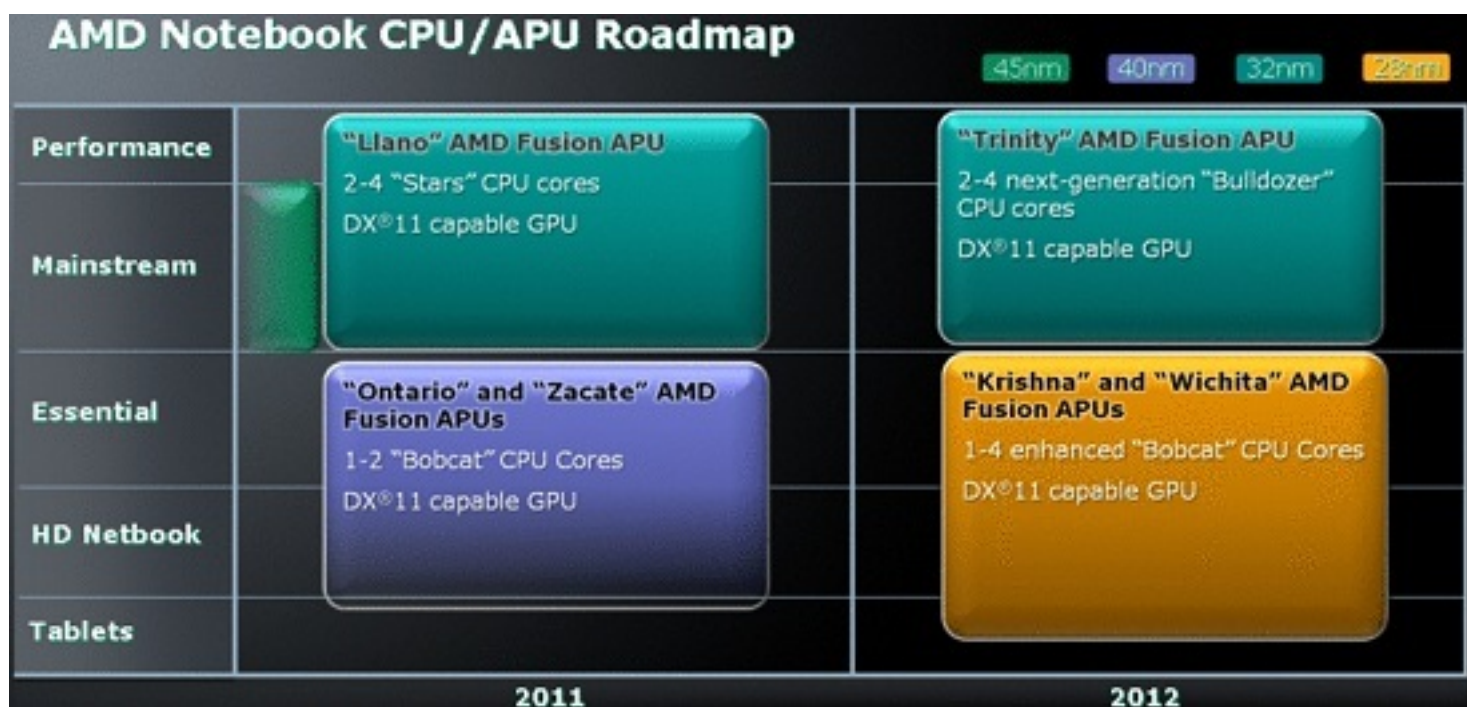 AMD Notebook CPU/APU Roadmap
45nm 40nm 32nm 28nm
Performance
Mainstream
Essential
HD Netbook
Tablets
"Llano" AMD Fusion APU
2-4 "Stars" CPU cores
DX®11 capable GPU
"Trinity" AMD Fusion APU
2-4 next-generation "Bulldozer"
CPU cores
DX®11 capable GPU
"Ontario" and "Zacate" AMD
Fusion APUs
1-2 "Bobcat" CPU Cores
DX®11 capable GPU
"Krishna" and "Wichita" AMD
Fusion APUs
1-4 enhanced "Bobcat" CPU Cores
DX®11 capable GPU
2011
2012